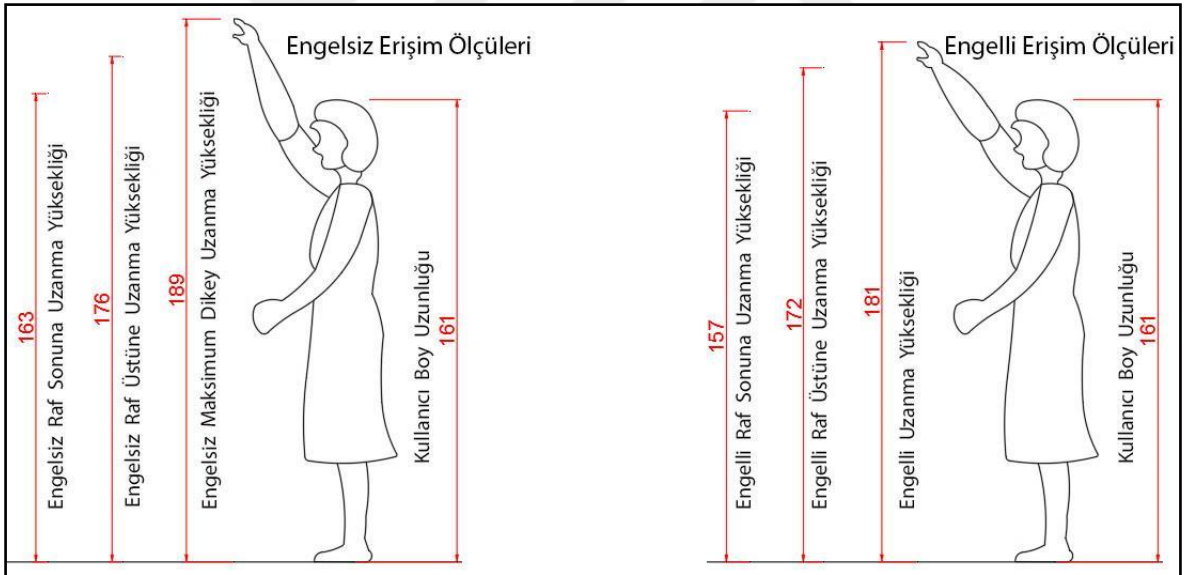 Engelsiz Erişim Ölçüleri
163
Engelsiz Raf Sonuna Uzanma Yüksekliği
176
Engelsiz Raf Üstüne Uzanma Yüksekliği
189
Engelsiz Maksimum Dikey Uzanma Yüksekliği
Kullanıcı Boy Uzunluğu
161
Engelli Erişim Ölçüleri
157
Engelli Raf Sonuna Uzanma Yüksekliği
172
Engelli Raf Üstüne Uzanma Yüksekliği
181
Engelli Uzanma Yüksekliği
Kullanıcı Boy Uzunluğu
161